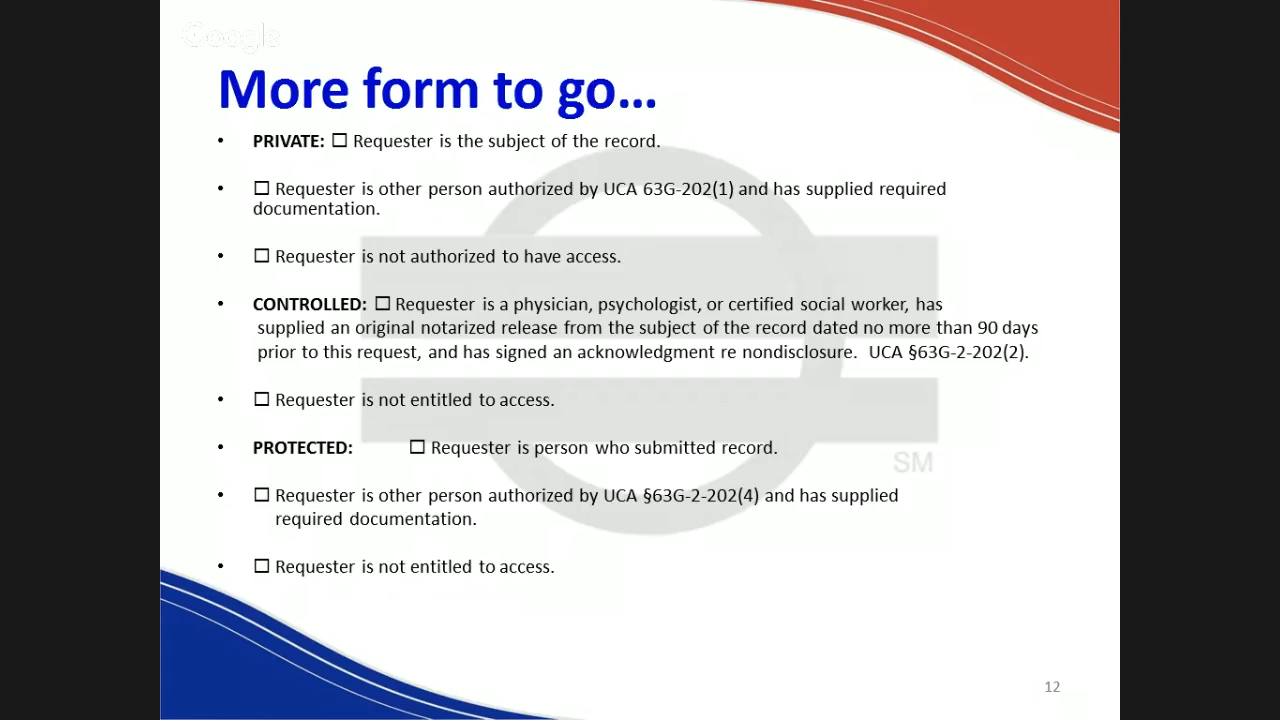 Google
More form to go...
• PRIVATE: ☐ Requester is the subject of the record.
• ☐ Requester is other person authorized by UCA 63G-202(1) and has supplied required
documentation.
• ☐ Requester is not authorized to have access.
• CONTROLLED: ☐ Requester is a physician, psychologist, or certified social worker, has
supplied an original notarized release from the subject of the record dated no more than 90 days
prior to this request, and has signed an acknowledgment re nondisclosure. UCA §63G-2-202(2).
• ☐ Requester is not entitled to access.
• PROTECTED: ☐ Requester is person who submitted record.
• ☐ Requester is other person authorized by UCA §63G-2-202(4) and has supplied
required documentation.
• ☐ Requester is not entitled to access.
SM
12